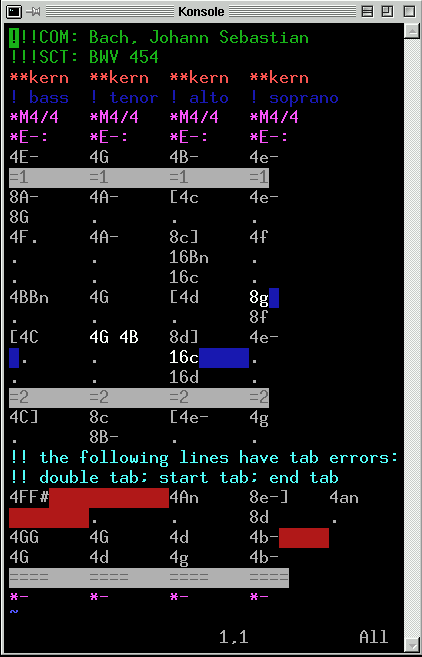 Konsole
!!!COM: Bach, Johann Sebastian
!!!SCT: BWV 454
**kern **kern **kern **kern
! bass ! tenor ! alto ! soprano
*M4/4 *M4/4 *M4/4 *M4/4
*E-: *E-: *E-: *E-:
4E- 4G 4B- 4e-
=1 =1 =1 =1
8A- 4A- [4c 4e-
8G . . .
4F. 4A- 8c] 4f
. . 16Bn .
. . 16c .
4BBn 4G [4d 8g
. . . 8f
[4C 4G 4B 8d] 4e-
. . 16c .
. . 16d .
=2 =2 =2 =2
4C] 8c [4e- 4g
. 8B- . .
!! the following lines have tab errors:
!! double tab; start tab; end tab
4FF# 4An 8e-] 4an
. . 8d .
4GG 4G 4d 4b-
4G 4d 4g 4b-
==== ==== ==== ====
*- *- *- *-
~
1,1 All